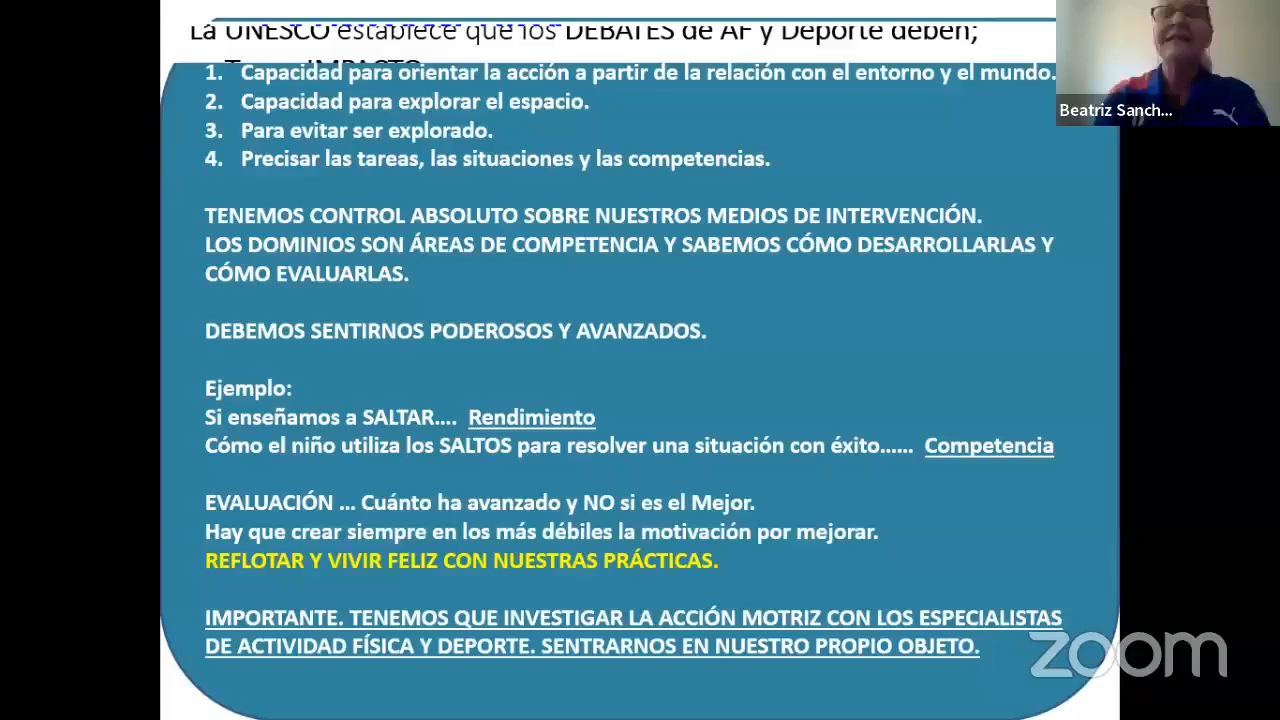 La UNESCO establece que los DEBATES de AF y Deporte deben;
1. Capacidad para orientar la acción a partir de la relación con el entorno y el mundo.
2. Capacidad para explorar el espacio.
3. Para evitar ser explorado.
4. Precisar las tareas, las situaciones y las competencias.
TENEMOS CONTROL ABSOLUTO SOBRE NUESTROS MEDIOS DE INTERVENCIÓN.
LOS DOMINIOS SON ÁREAS DE COMPETENCIA Y SABEMOS CÓMO DESARROLLARLAS Y
CÓMO EVALUARLAS.
DEBEMOS SENTIRNOS PODEROSOS Y AVANZADOS.
Ejemplo:
Si enseñamos a SALTAR.... Rendimiento
Cómo el niño utiliza los SALTOS para resolver una situación con éxito...... Competencia
EVALUACIÓN ... Cuánto ha avanzado y NO si es el Mejor.
Hay que crear siempre en los más débiles la motivación por mejorar.
REFLOTAR Y VIVIR FELIZ CON NUESTRAS PRÁCTICAS.
IMPORTANTE. TENEMOS QUE INVESTIGAR LA ACCIÓN MOTRIZ CON LOS ESPECIALISTAS
DE ACTIVIDAD FÍSICA Y DEPORTE. SENTRARNOS EN NUESTRO PROPIO OBJETO.
Beatriz Sanch...
zoom